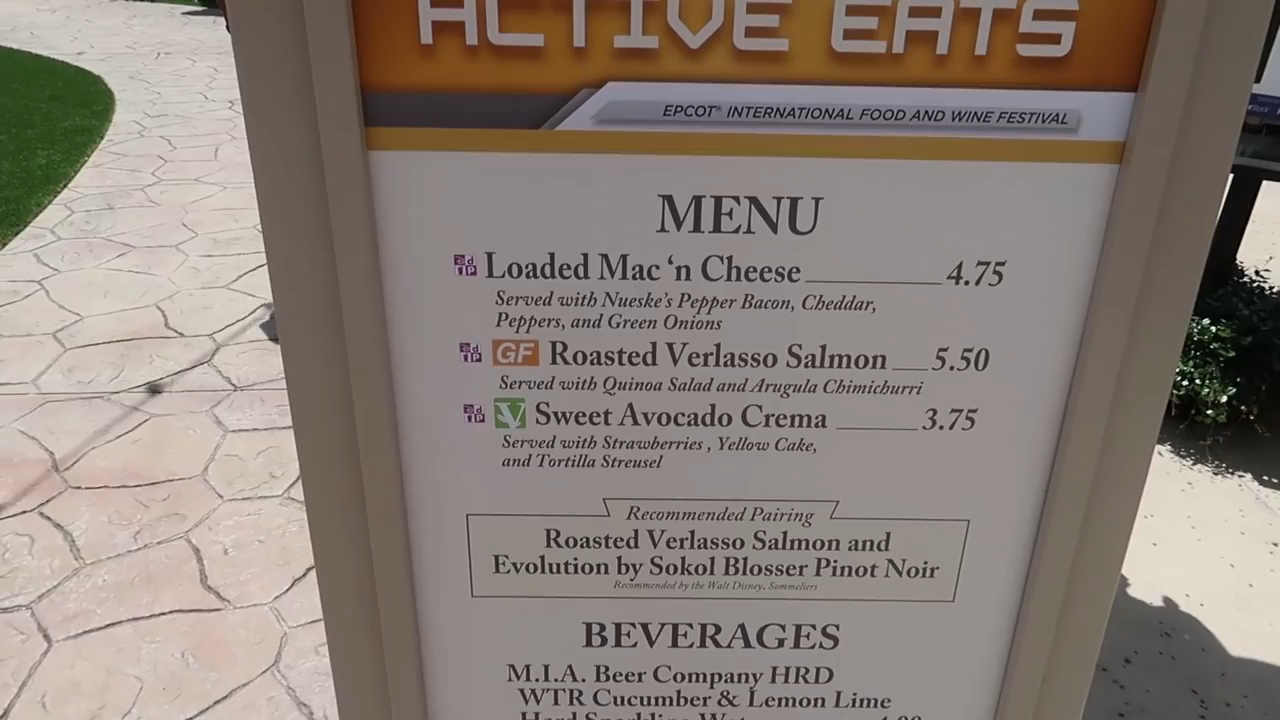 ACTIVE EATS
EPCOT® INTERNATIONAL FOOD AND WINE FESTIVAL
MENU
Loaded Mac ‘n Cheese 4.75
Served with Nueske's Pepper Bacon, Cheddar,
Peppers, and Green Onions
GF Roasted Verlasso Salmon 5.50
Served with Quinoa Salad and Arugula Chimichurri
V Sweet Avocado Crema 3.75
Served with Strawberries , Yellow Cake,
and Tortilla Streusel
Recommended Pairing
Roasted Verlasso Salmon and
Evolution by Sokol Blosser Pinot Noir
Recommended by the Walt Disney. Sommeliers
BEVERAGES
M.I.A. Beer Company HRD
WTR Cucumber & Lemon Lime
Hard Sparkling